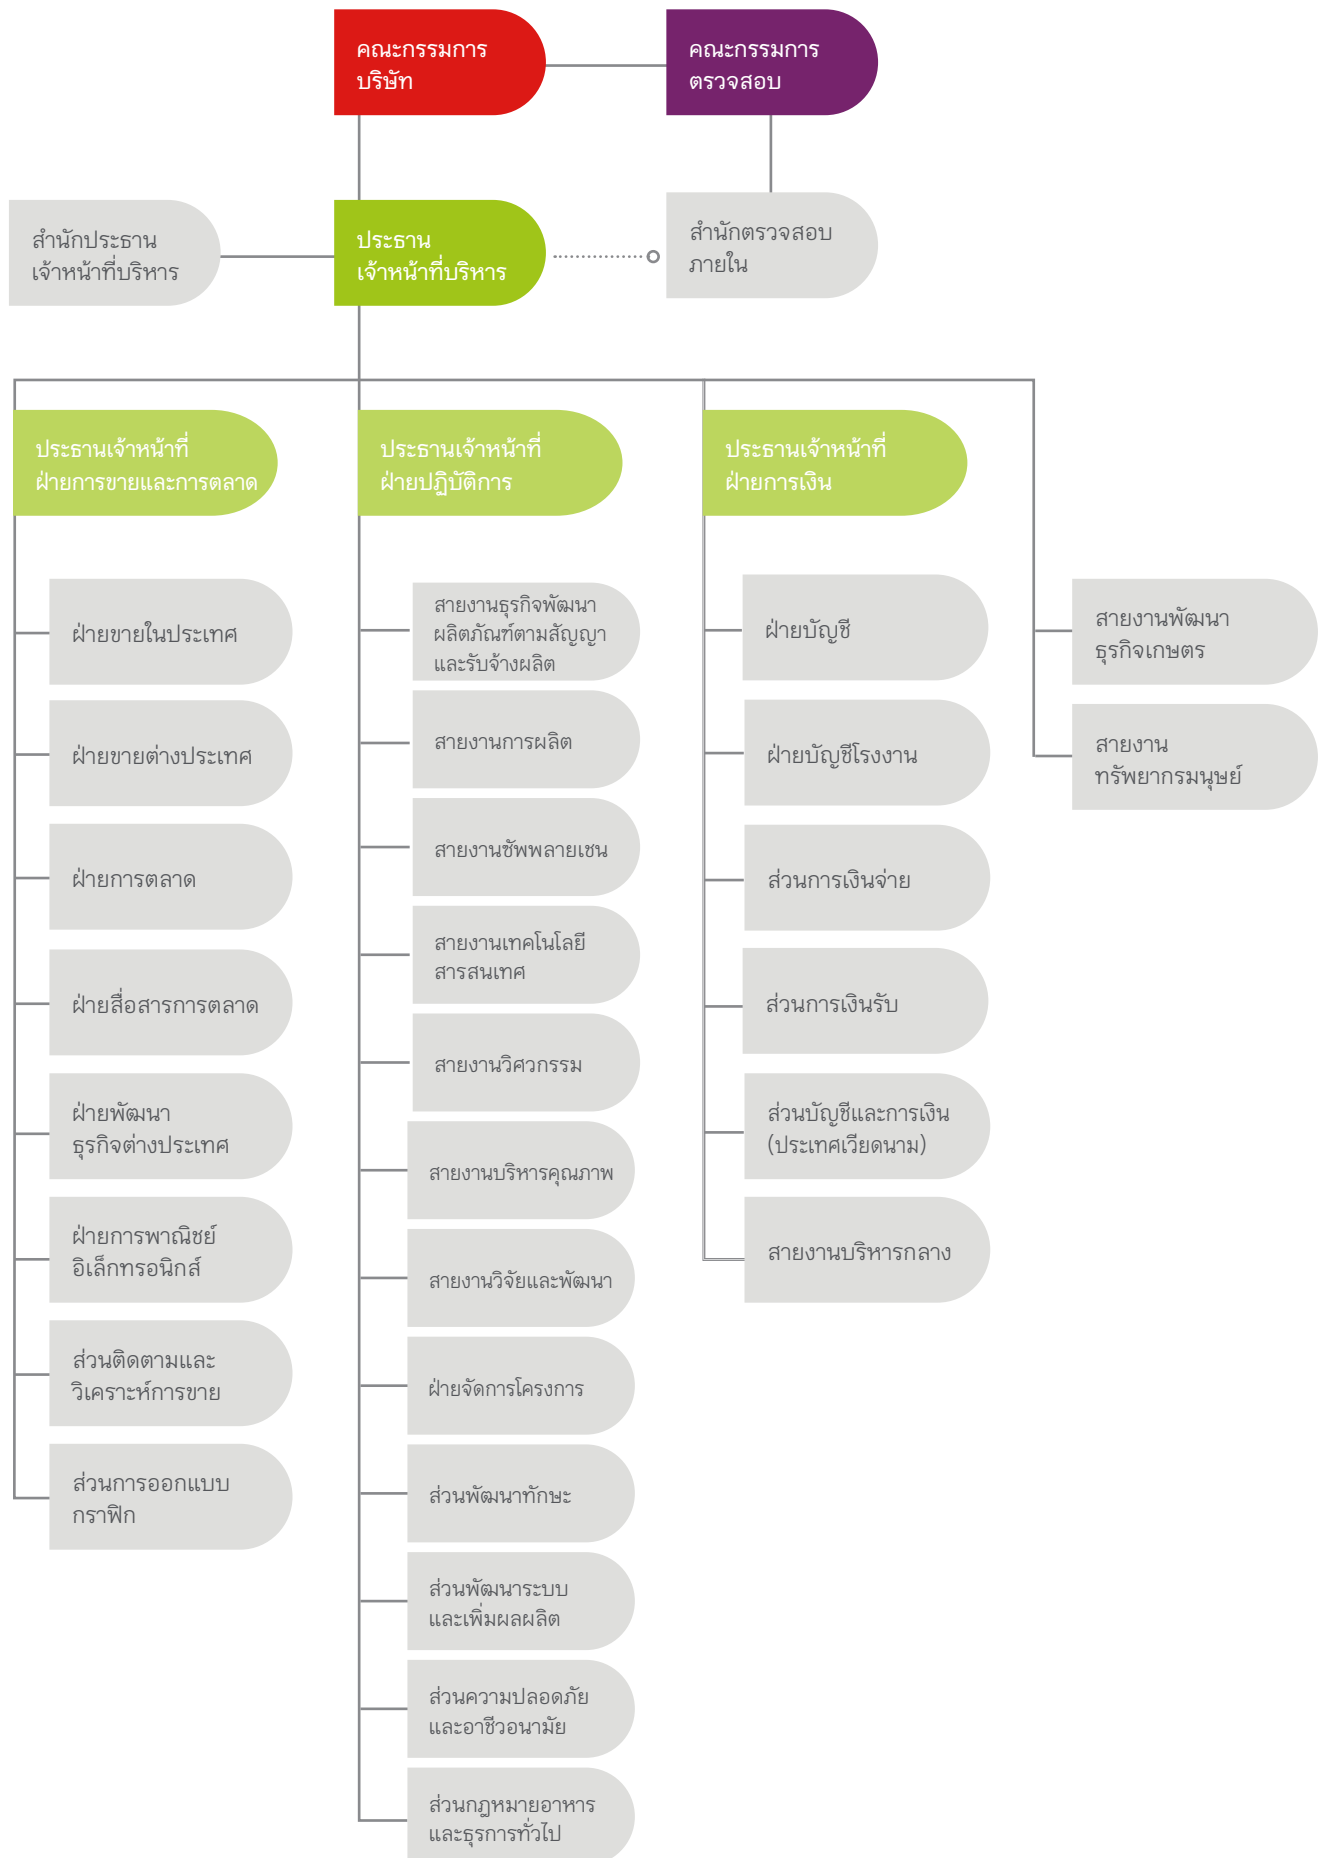 คณะกรรมการ
บริษัท
คณะกรรมการ
ตรวจสอบ
สำนักประธาน
เจ้าหน้าที่บริหาร
ประธาน
เจ้าหน้าที่บริหาร
สำนักตรวจสอบ
ภายใน
ประธานเจ้าหน้าที่
ฝ่ายการขายและการตลาด
ประธานเจ้าหน้าที่
ฝ่ายปฏิบัติการ
ประธานเจ้าหน้าที่
ฝ่ายการเงิน
ฝ่ายขายในประเทศ
ฝ่ายขายต่างประเทศ
ฝ่ายการตลาด
ฝ่ายสื่อสารการตลาด
ฝ่ายพัฒนา
ธุรกิจต่างประเทศ
ฝ่ายการพาณิชย์
อิเล็กทรอนิกส์
ส่วนติดตามและ
วิเคราะห์การขาย
ส่วนการออกแบบ
กราฟิก
สายงานธุรกิจพัฒนา
ผลิตภัณฑ์ตามสัญญา
และรับจ้างผลิต
สายงานการผลิต
สายงานซัพพลายเชน
สายงานเทคโนโลยี
สารสนเทศ
สายงานวิศวกรรม
สายงานบริหารคุณภาพ
สายงานวิจัยและพัฒนา
ฝ่ายจัดการโครงการ
ส่วนพัฒนาทักษะ
ส่วนพัฒนาระบบ
และเพิ่มผลผลิต
ส่วนความปลอดภัย
และอาชีวอนามัย
ส่วนกฎหมายอาหาร
และธุรการทั่วไป
ฝ่ายบัญชี
ฝ่ายบัญชีโรงงาน
ส่วนการเงินจ่าย
ส่วนการเงินรับ
ส่วนบัญชีและการเงิน
(ประเทศเวียดนาม)
สายงานบริหารกลาง
สายงานพัฒนา
ธุรกิจเกษตร
สายงาน
ทรัพยากรมนุษย์